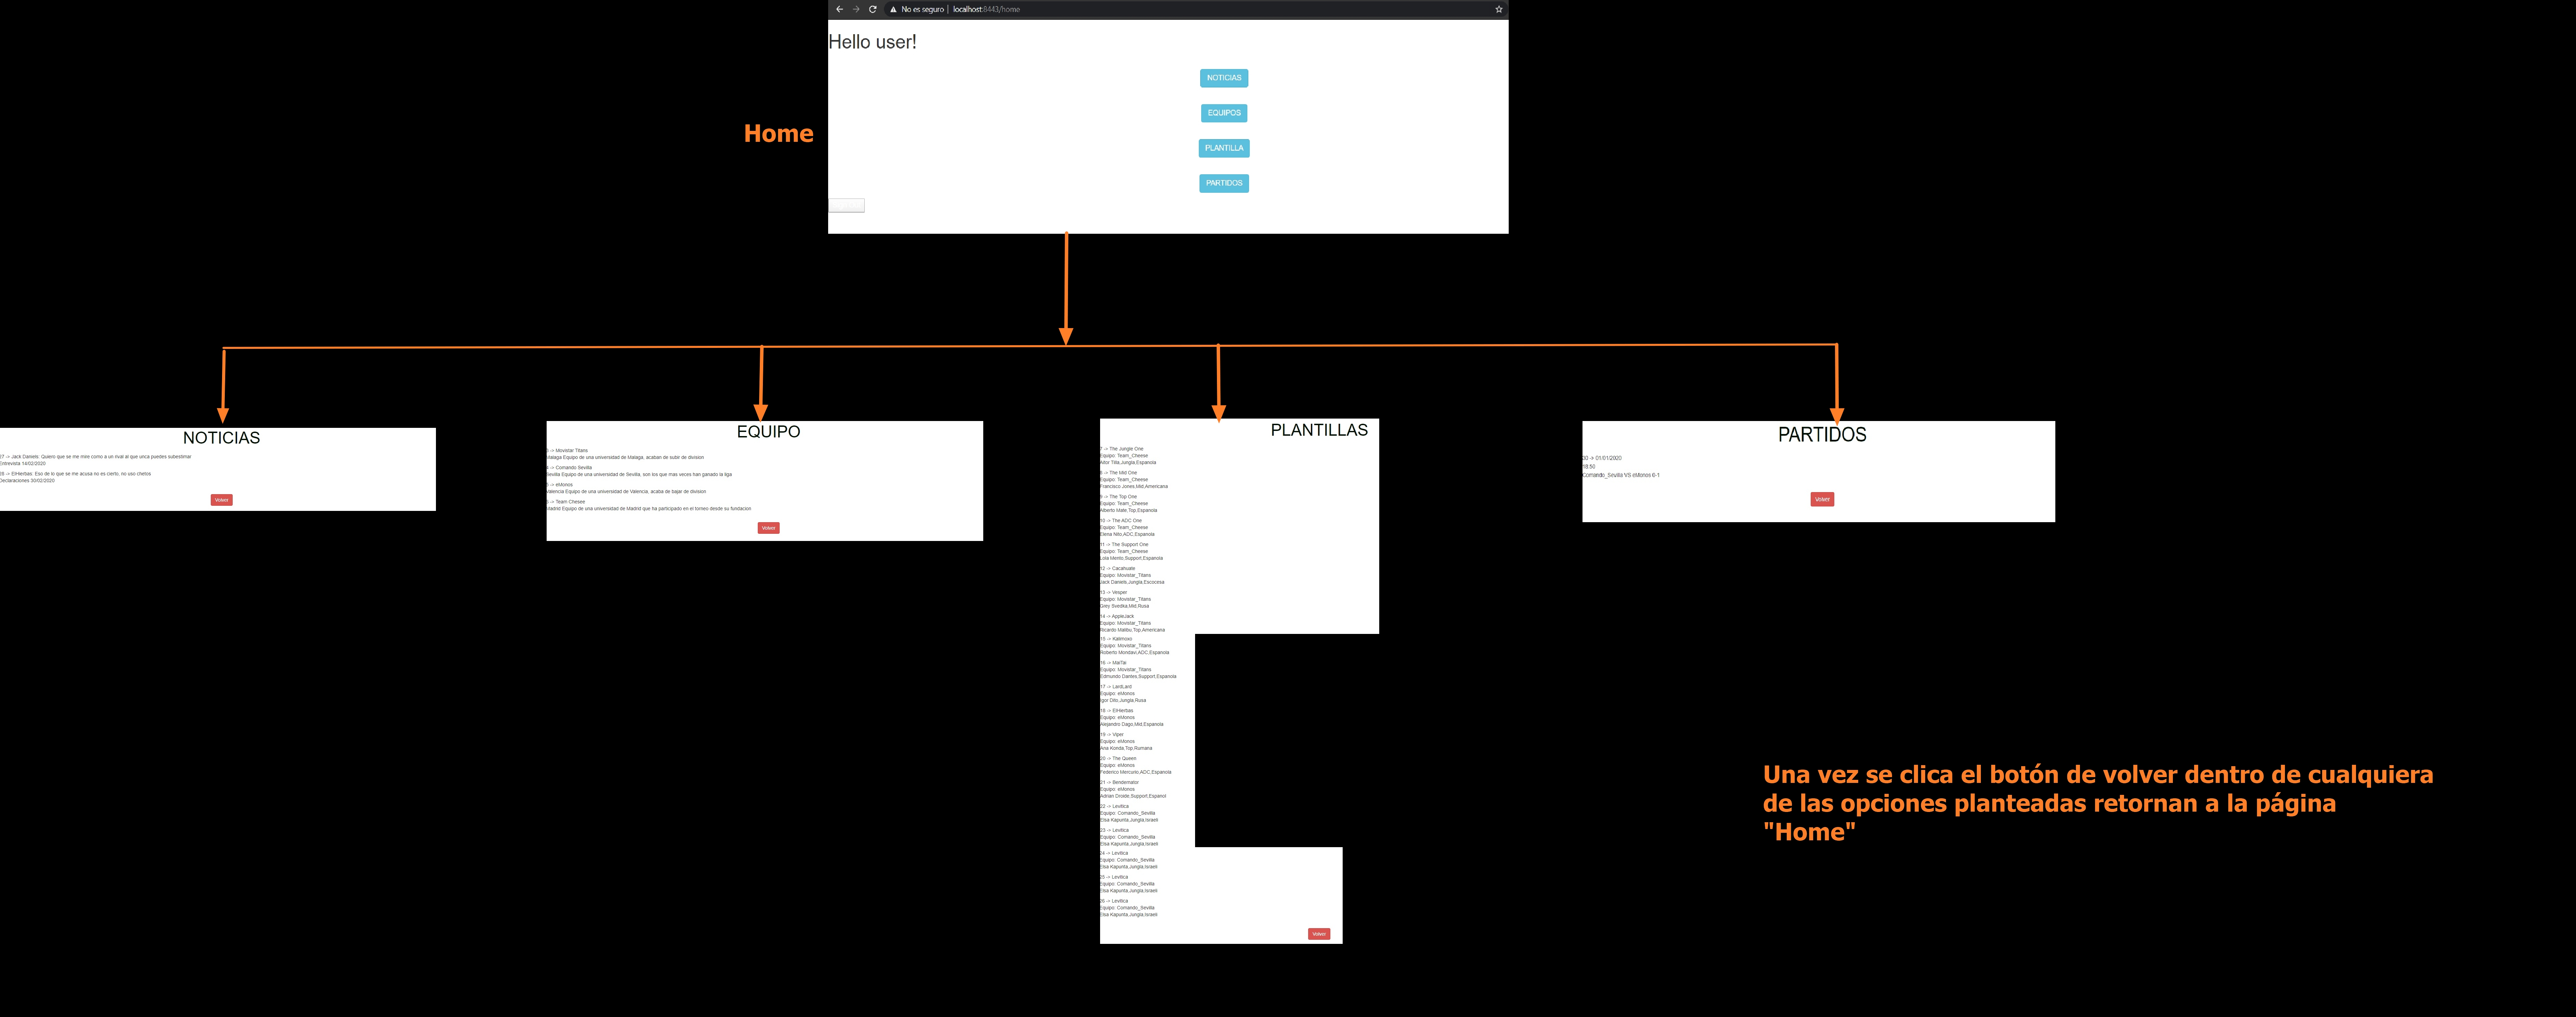 No es seguro | localhost:8443/home
Hello user!
NOTICIAS
EQUIPOS
PLANTILLA
PARTIDOS
Home
NOTICIAS
27 -> Jack Daniels: Quiero que se me mire como a un rival al que unca puedes subestimar
Entrevista 14/02/2020
28 -> ElHierbas: Eso de lo que se me acusa no es cierto, no uso chetos
Declaraciones 30/02/2020
Volver
EQUIPO
-> Movistar Titans
Malaga Equipo de una universidad de Malaga, acaban de subir de division
4 -> Comando Sevilla
Sevilla Equipo de una universidad de Sevilla, son los que mas veces han ganado la liga
-> eMonos
Valencia Equipo de una universidad de Valencia, acaba de bajar de division
-> Team Chesee
Madrid Equipo de una universidad de Madrid que ha participado en el torneo desde su fundacion
Volver
PLANTILLAS
7 -> The Jungle One
Equipo: Team_Cheese
Aitor Tilla,Jungla,Espanola
8 -> The Mid One
Equipo: Team_Cheese
Francisco Jones,Mid,Americana
9 -> The Top One
Equipo: Team_Cheese
Alberto Mate,Top,Espanola
10 -> The ADC One
Equipo: Team_Cheese
Elena Nito,ADC,Espanola
11 -> The Support One
Equipo: Team_Cheese
Lola Mento,Support,Espanola
12 -> Cacahuate
Equipo: Movistar_Titans
Jack Daniels,Jungla,Escocesa
13 -> Vesper
Equipo: Movistar_Titans
Grey Svedka,Mid,Rusa
14 -> AppleJack
Equipo: Movistar_Titans
Ricardo Malibu,Top,Americana
15 -> Kalimoxo
Equipo: Movistar_Titans
Roberto Mondavi,ADC,Espanola
16 -> MaiTai
Equipo: Movistar_Titans
Edmundo Dantes,Support,Espanola
17 -> LardLard
Equipo: eMonos
Igor Dito,Jungla,Rusa
18 -> ElHierbas
Equipo: eMonos
Alejandro Dago,Mid,Espanola
19 -> Viper
Equipo: eMonos
Ana Konda,Top,Rumana
20 -> The Queen
Equipo: eMonos
Federico Mercurio,ADC,Espanola
21 -> Bendernator
Equipo: eMonos
Adrian Droide,Support,Espanol
22 -> Levitica
Equipo: Comando_Sevilla
Elsa Kapunta,Jungla,Israeli
23 -> Levitica
Equipo: Comando_Sevilla
Elsa Kapunta,Jungla,Israeli
24 -> Levitica
Equipo: Comando_Sevilla
Elsa Kapunta,Jungla,Israeli
25 -> Levitica
Equipo: Comando_Sevilla
Elsa Kapunta,Jungla,Israeli
26 -> Levitica
Equipo: Comando_Sevilla
Elsa Kapunta,Jungla,Israeli
Volver
PARTIDOS
30 -> 01/01/2020
18:50
Comando_Sevilla VS eMonos 6-1
Volver
Una vez se clica el botón de volver dentro de cualquiera
de las opciones planteadas retornan a la página
"Home"